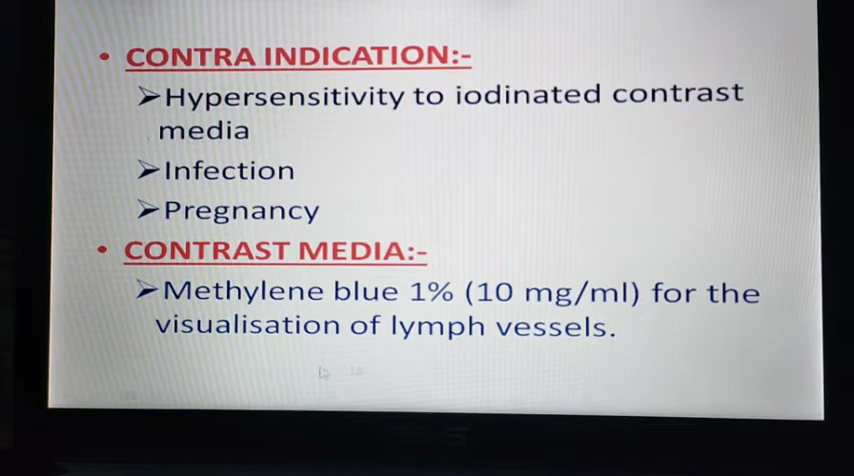 • CONTRA INDICATION:-
➢Hypersensitivity to iodinated contrast
media
➢Infection
➢Pregnancy
• CONTRAST MEDIA:-
➢Methylene blue 1% (10 mg/ml) for the
visualisation of lymph vessels.